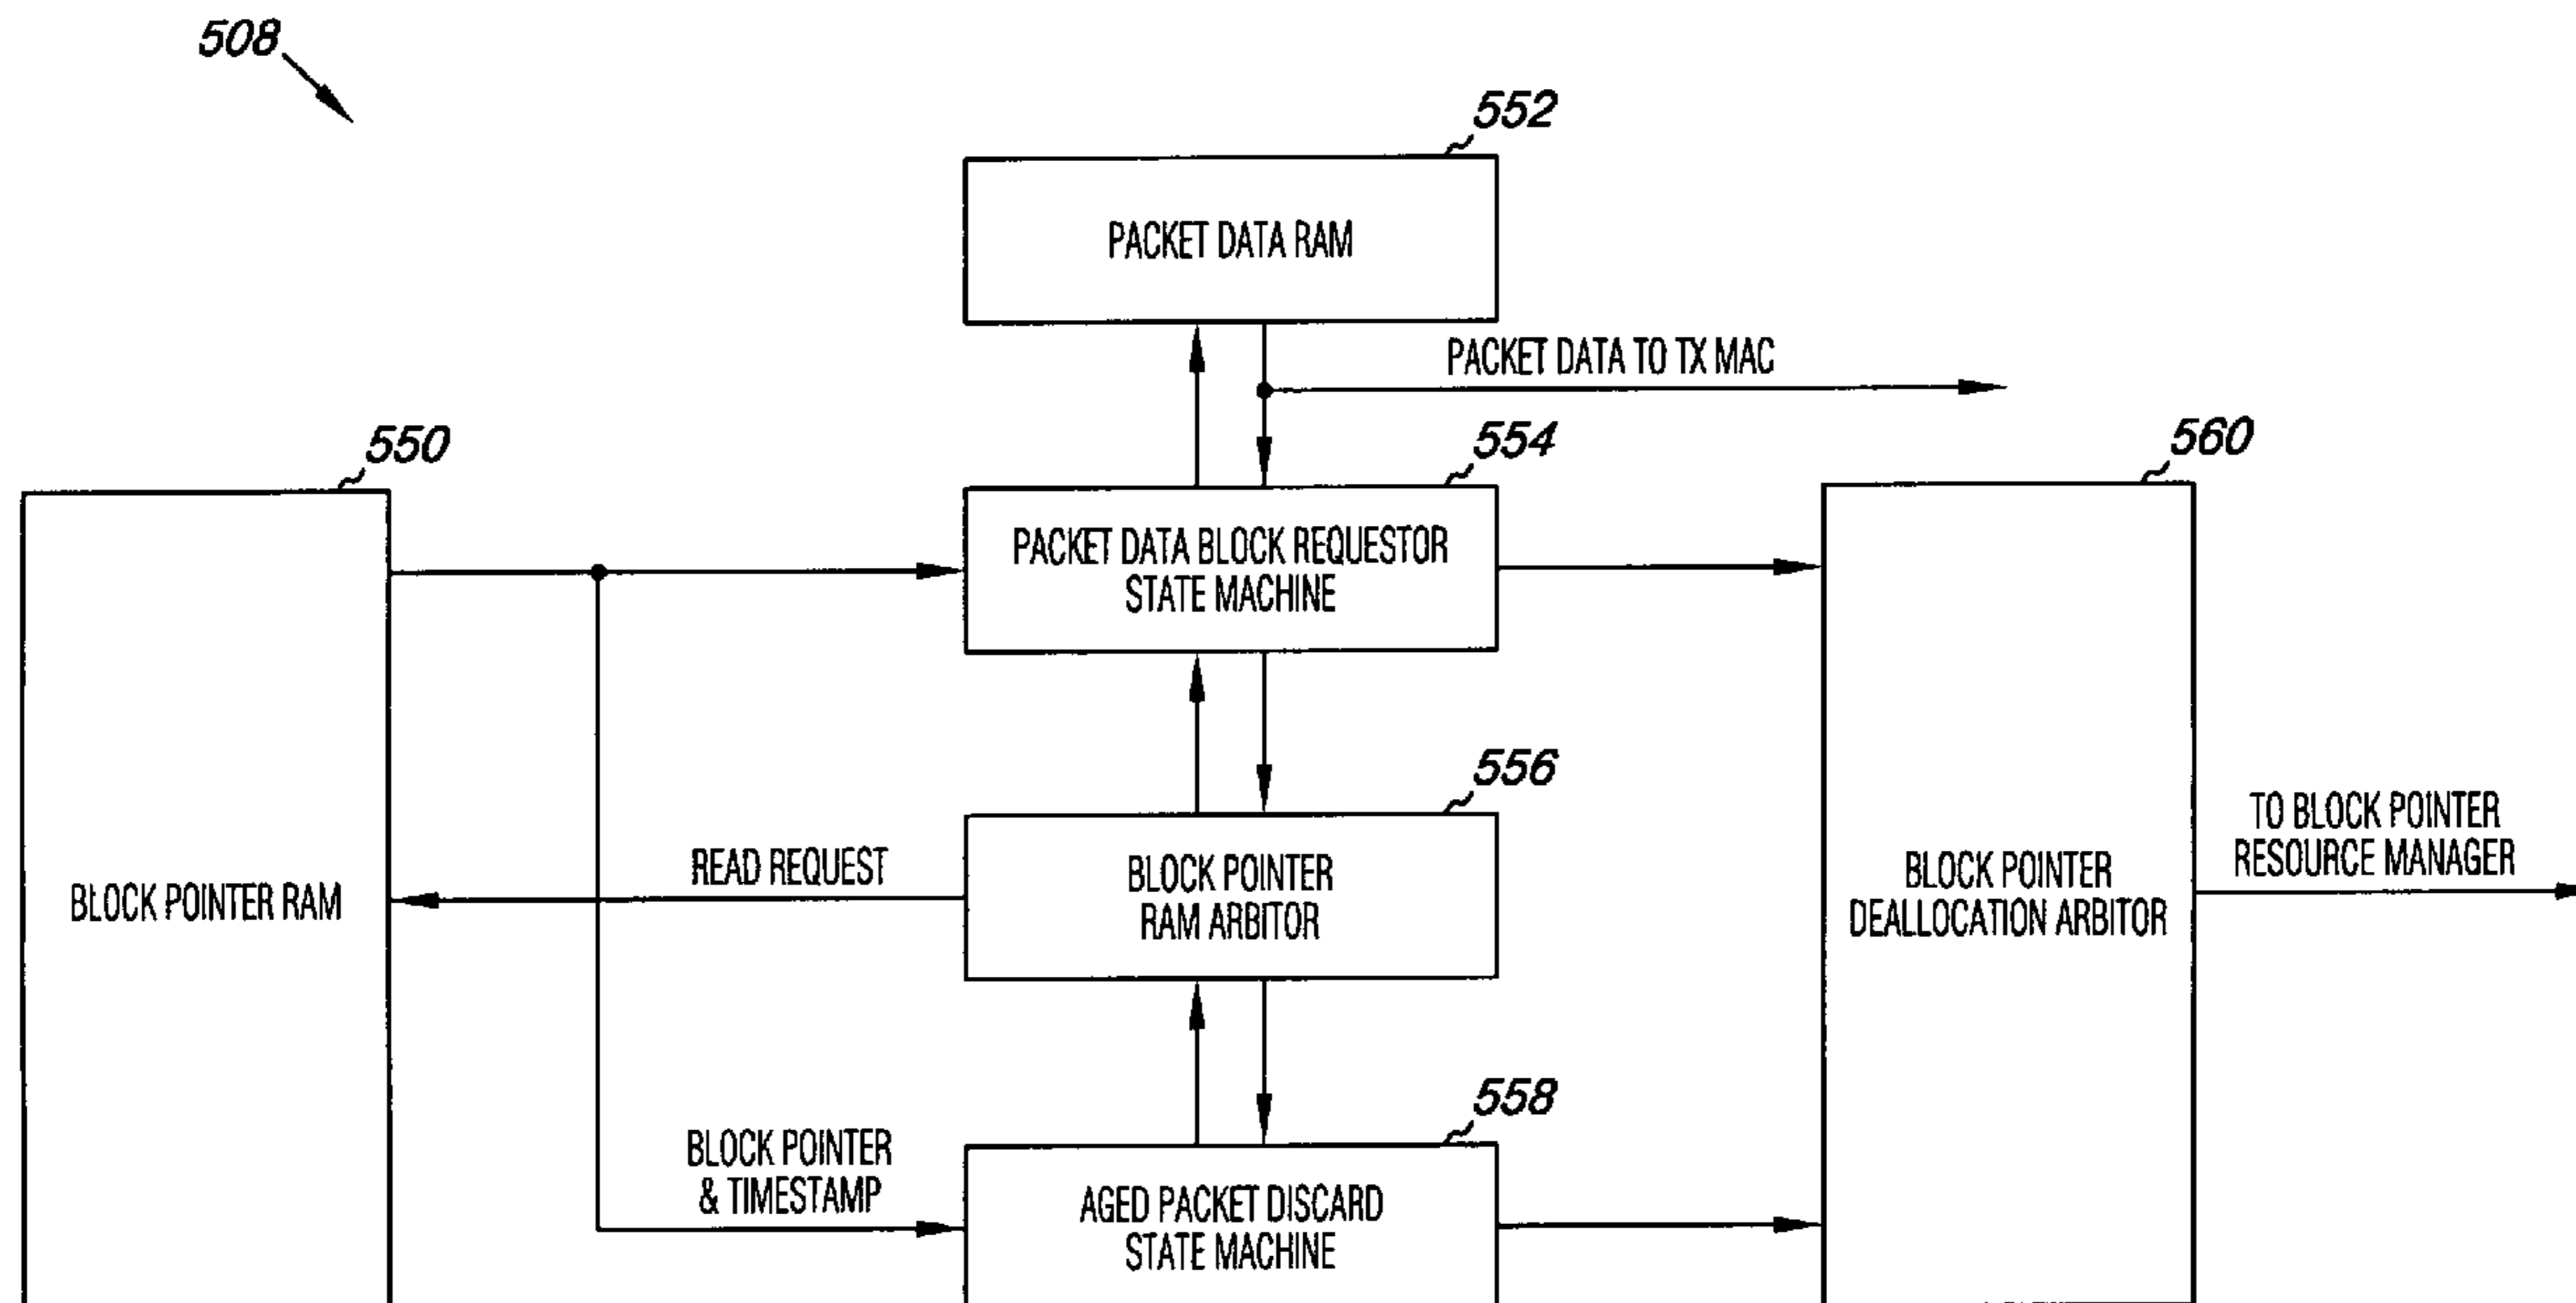 508
552
PACKET DATA RAM
PACKET DATA TO TX MAC
550
554
560
PACKET DATA BLOCK REQUESTOR
STATE MACHINE
556
READ REQUEST
BLOCK POINTER
RAM ARBITOR
BLOCK POINTER RAM
BLOCK POINTER
DEALLOCATION ARBITOR
TO BLOCK POINTER
RESOURCE MANAGER
558
BLOCK POINTER
& TIMESTAMP
AGED PACKET DISCARD
STATE MACHINE